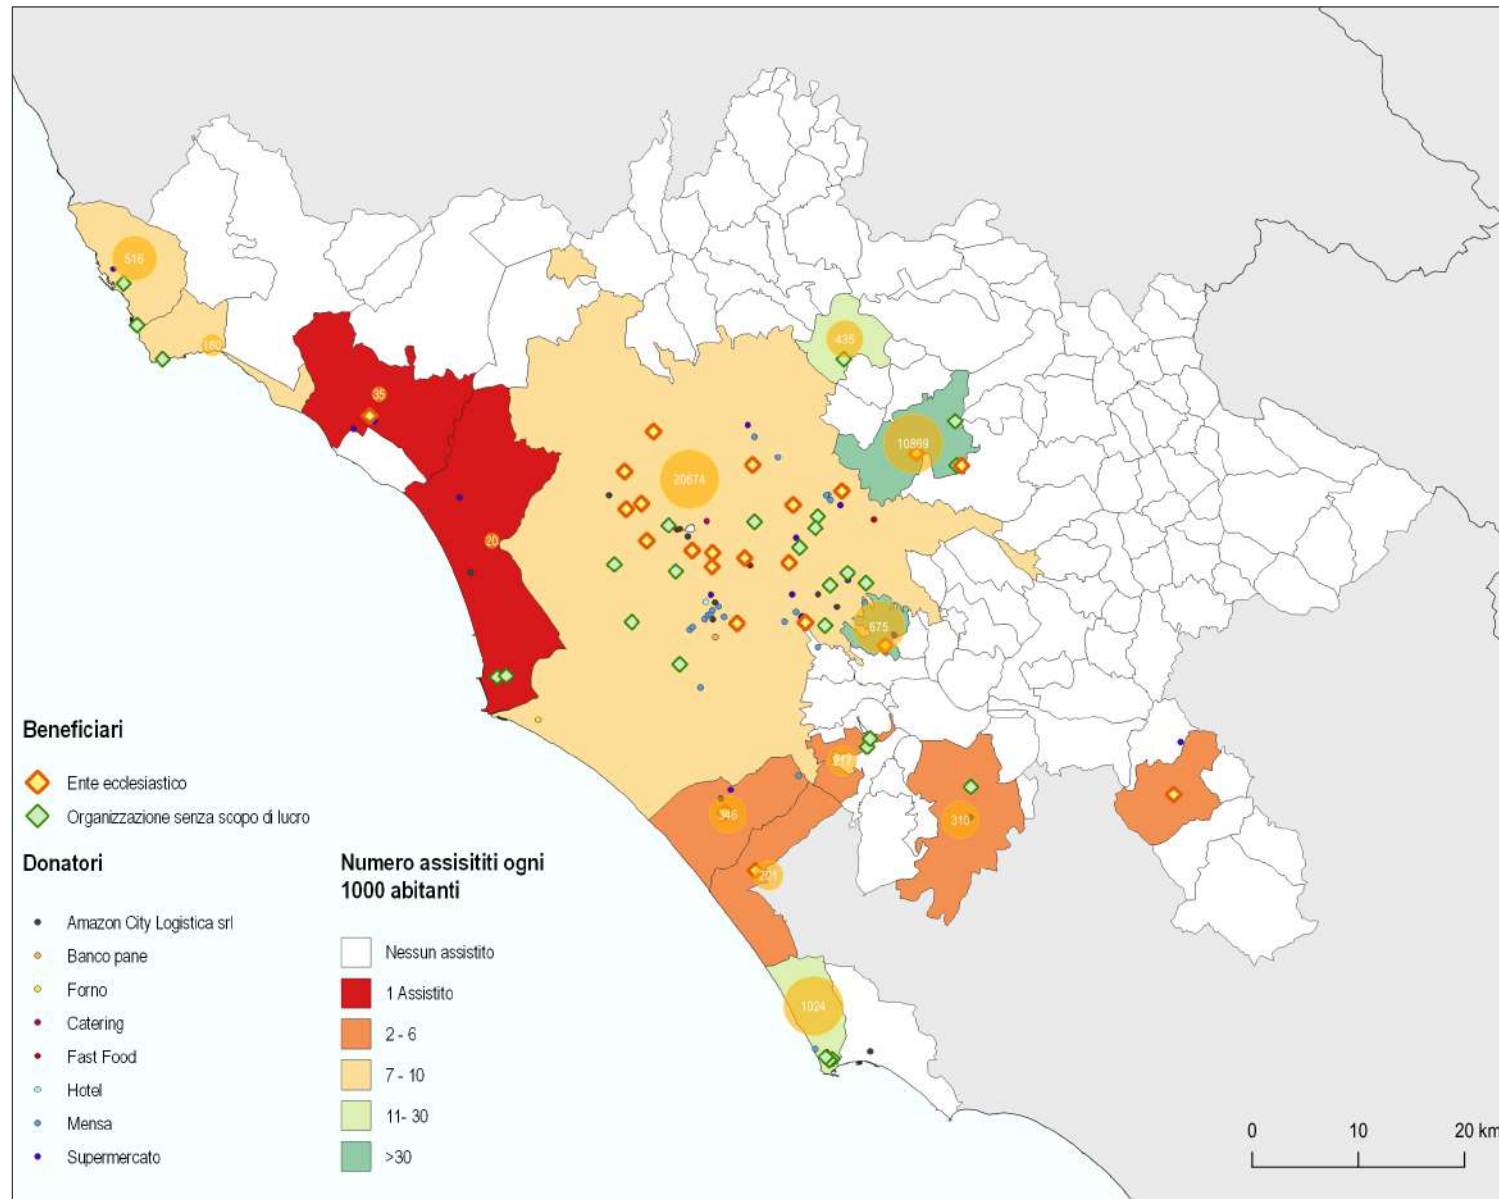 516
160
435
35
10869
20674
20
675
917
346
310
201
1024
Beneficiari
Ente ecclesiastico
Organizzazione senza scopo di lucro
Donatori
Amazon City Logistica srl
Banco pane
Forno
Catering
Fast Food
Hotel
Mensa
Supermercato
Numero assisititi ogni
1000 abitanti
Nessun assistito
1 Assistito
2 - 6
7 - 10
11- 30
>30
0 10 20 km